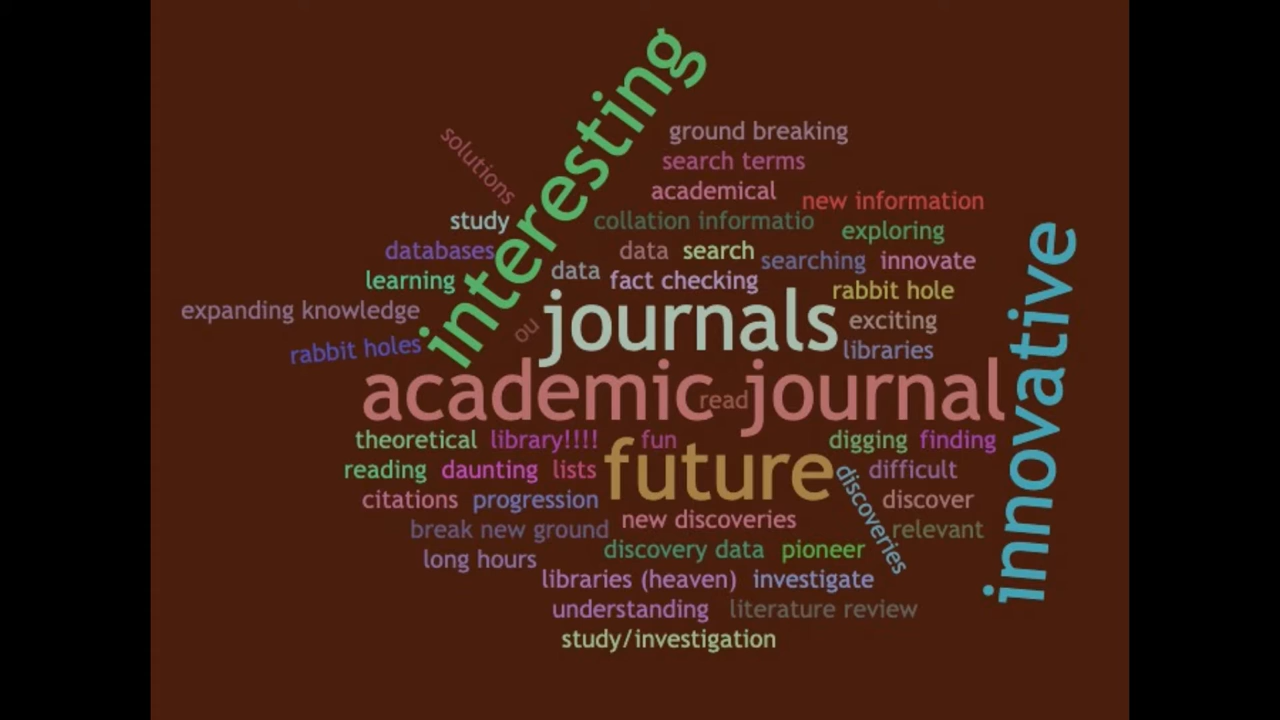 interesting
ground breaking
solutions
search terms
academical
new information
study
collation informatio
exploring
databases
data
search
searching
innovate
learning
data
fact checking
rabbit hole
expanding knowledge
ou
journals
exciting
rabbit holes
libraries
innovative
academic journal
read
theoretical
library!!!!
fun
digging
finding
reading
daunting
lists
future
difficult
citations
progression
discoveries
discover
break new ground
new discoveries
relevant
long hours
discovery data
pioneer
libraries (heaven)
investigate
understanding
literature review
study/investigation